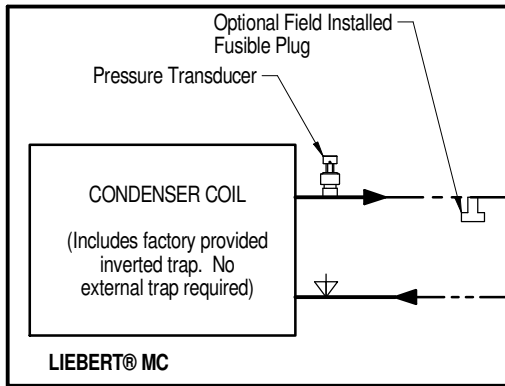 Optional Field Installed
Fusible Plug
Pressure Transducer
CONDENSER COIL
(Includes factory provided
inverted trap. No
external trap required)
LIEBERT® MC